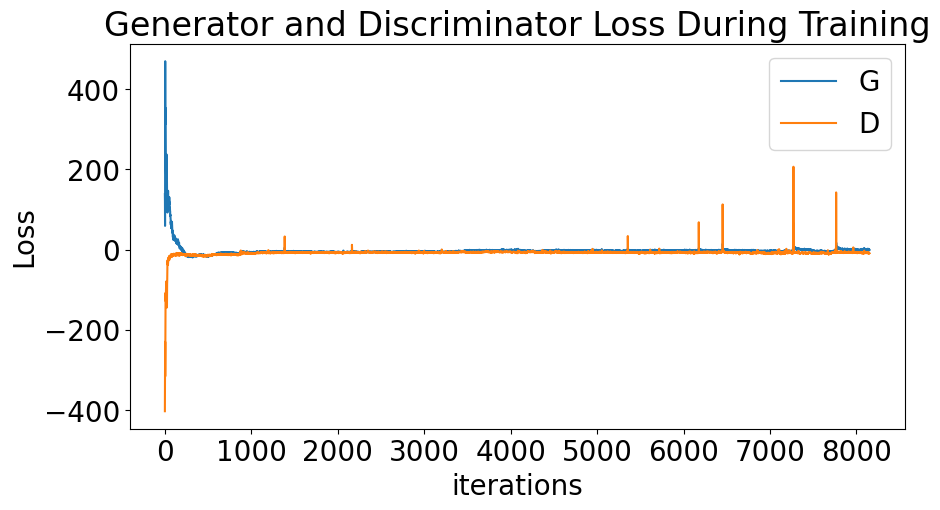 Generator and Discriminator Loss During Training
G
D
400
200
0
−200
−400
Loss
0 1000 2000 3000 4000 5000 6000 7000 8000
iterations